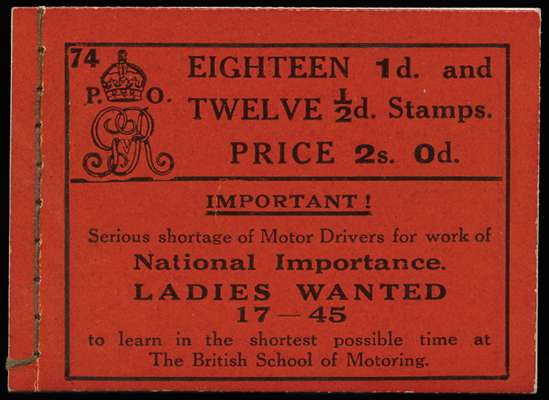 74
P. O.
GVR
EIGHTEEN 1d. and
TWELVE ½d. Stamps.
PRICE 2s. 0d.
IMPORTANT!
Serious shortage of Motor Drivers for work of
National Importance.
LADIES WANTED
17—45
to learn in the shortest possible time at
The British School of Motoring.